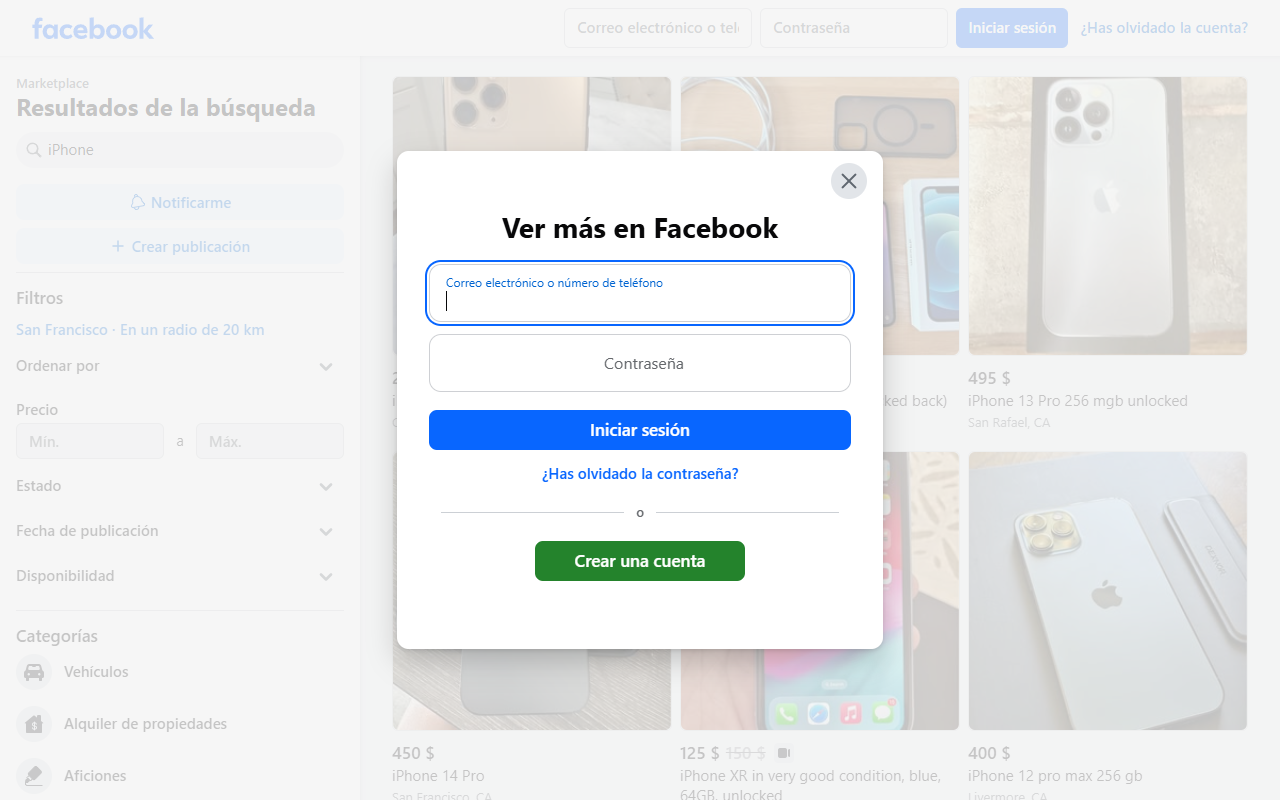 facebook
Correo electrónico o tel
Contraseña
Iniciar sesión
¿Has olvidado la cuenta?
Marketplace
Resultados de la búsqueda
iPhone
Notificarme
Crear publicación
Filtros
San Francisco · En un radio de 20 km
Ordenar por
Precio
Mín.
a
Máx.
Estado
Fecha de publicación
Disponibilidad
Categorías
Vehículos
Alquiler de propiedades
Aficiones
Ver más en Facebook
Correo electrónico o número de teléfono
Contraseña
Iniciar sesión
¿Has olvidado la contraseña?
o
Crear una cuenta
ked back)
495 $
iPhone 13 Pro 256 mgb unlocked
San Rafael, CA
450 $
iPhone 14 Pro
San Francisco, CA
125 $ 150 $
iPhone XR in very good condition, blue,
64GB, unlocked
400 $
iPhone 12 pro max 256 gb
Livermore, CA